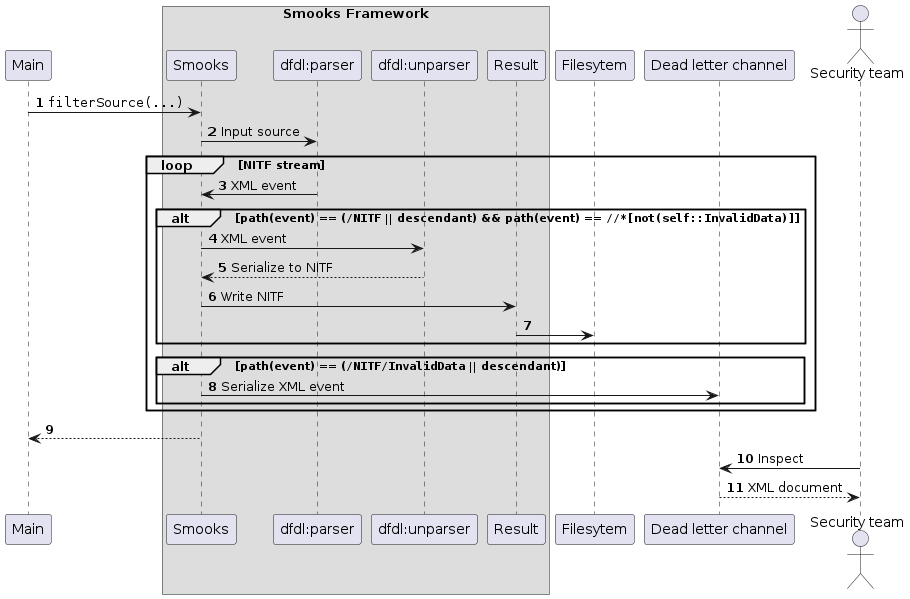 Smooks Framework
Main
Smooks
dfdl:parser
dfdl:unparser
Result
Filesytem
Dead letter channel
Security team
1 filterSource(...)
2 Input source
loop [NITF stream]
3 XML event
alt [path(event) == (/NITF || descendant) && path(event) == //*[not(self::InvalidData)]]
4 XML event
5 Serialize to NITF
6 Write NITF
7
alt [path(event) == (/NITF/InvalidData || descendant)]
8 Serialize XML event
9
10 Inspect
11 XML document
Main
Smooks
dfdl:parser
dfdl:unparser
Result
Filesytem
Dead letter channel
Security team